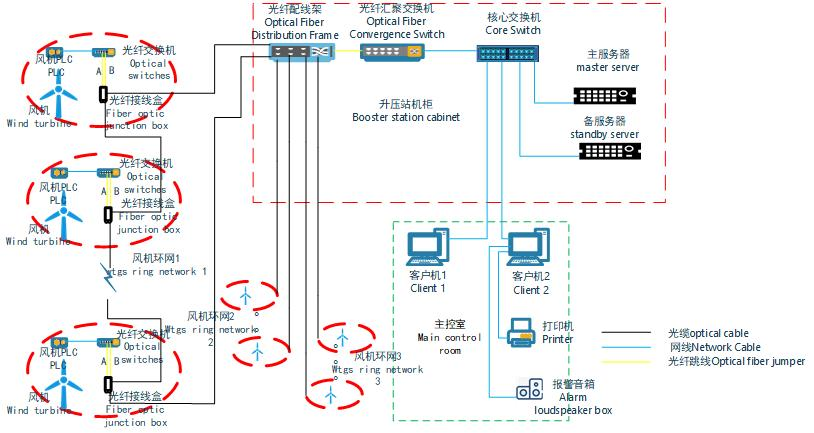 光纤配线架
Optical Fiber
Distribution Frame
光纤汇聚交换机
Optical Fiber
Convergence Switch
核心交换机
Core Switch
主服务器
master server
备服务器
standby server
升压站机柜
Booster station cabinet
风机PLC
PLC
光纤交换机
Optical
switches
A B
光纤接线盒
Fiber optic
junction box
风机
Wind turbine
风机PLC
PLC
光纤交换机
Optical
switches
A B
光纤接线盒
Fiber optic
junction box
风机
Wind turbine
风机环网1
wtgs ring network 1
风机PLC
PLC
光纤交换机
Optical
switches
A B
光纤接线盒
Fiber optic
junction box
风机
Wind turbine
风机环网2
Wtgs ring network
2
风机环网3
Wtgs ring network
3
客户机1
Client 1
客户机2
Client 2
主控室
Main control
room
打印机
Printer
报警音箱
Alarm
loudspeaker box
光缆optical cable
网线Network Cable
光纤跳线Optical fiber jumper